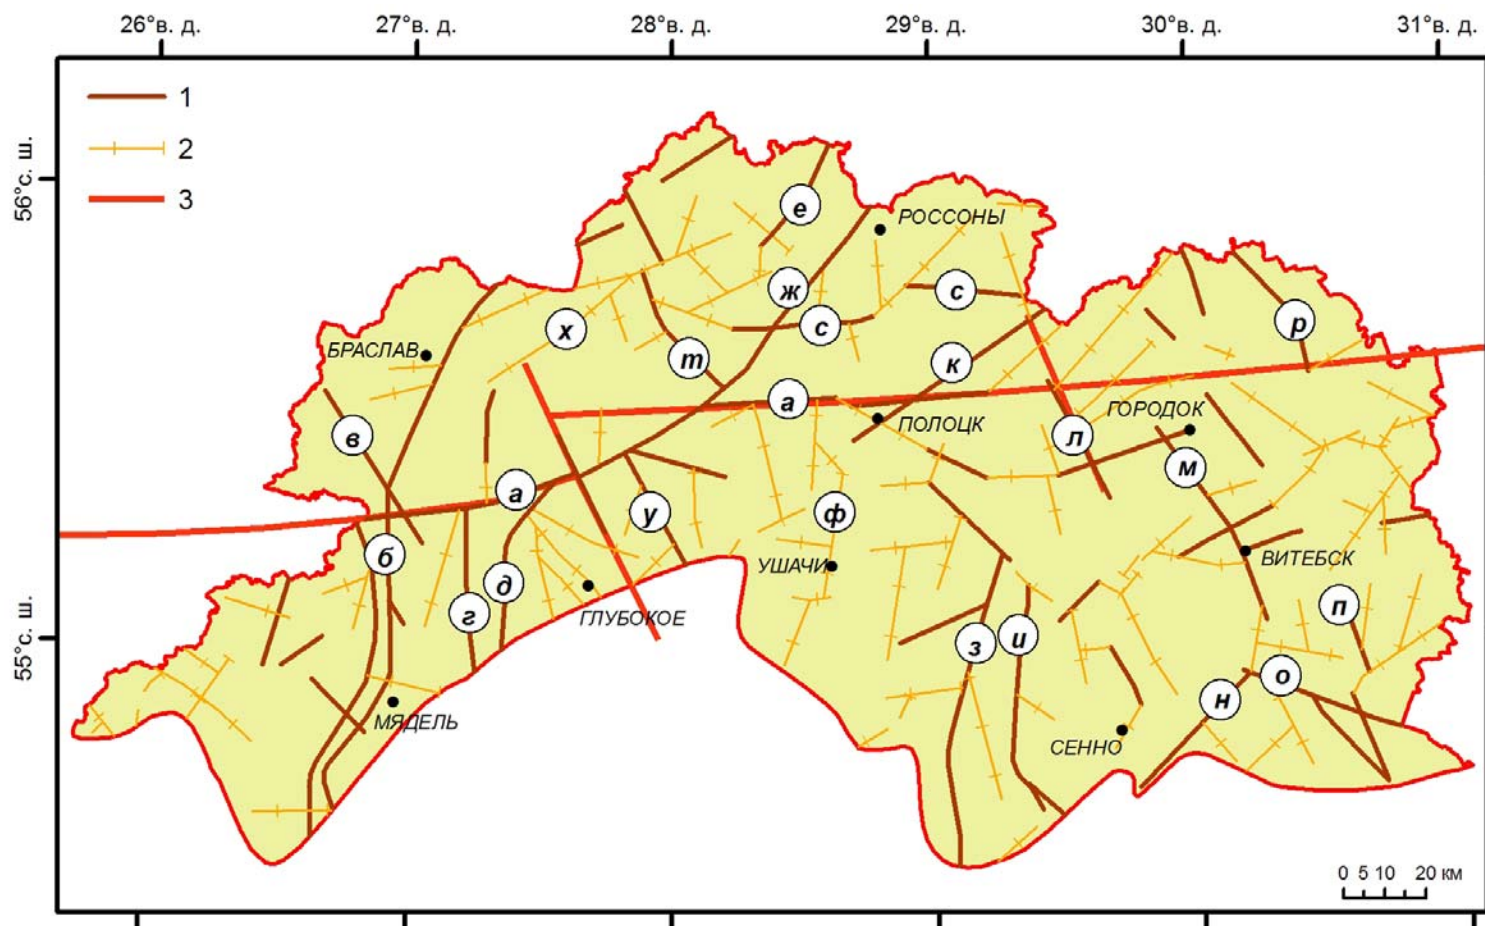 26°в. д. 27°в. д. 28°в. д. 29°в. д. 30°в. д. 31°в. д.
1
2
3
56°с. ш.
55°с. ш.
е
РОССОНЫ
ж
с
с
х
т
р
БРАСЛАВ
к
а
ПОЛОЦК
ГОРОДОК
в
л
м
а
у
ф
б
УШАЧИ
ВИТЕБСК
г
д
ГЛУБОКОЕ
п
з
и
МЯДЕЛЬ
н
о
СЕННО
0 5 10 20 км